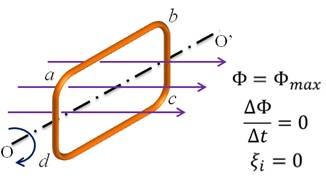 b
O'
a
c
O
d
Φ = Φₘₐₓ
ΔΦ/Δt = 0
ξᵢ = 0